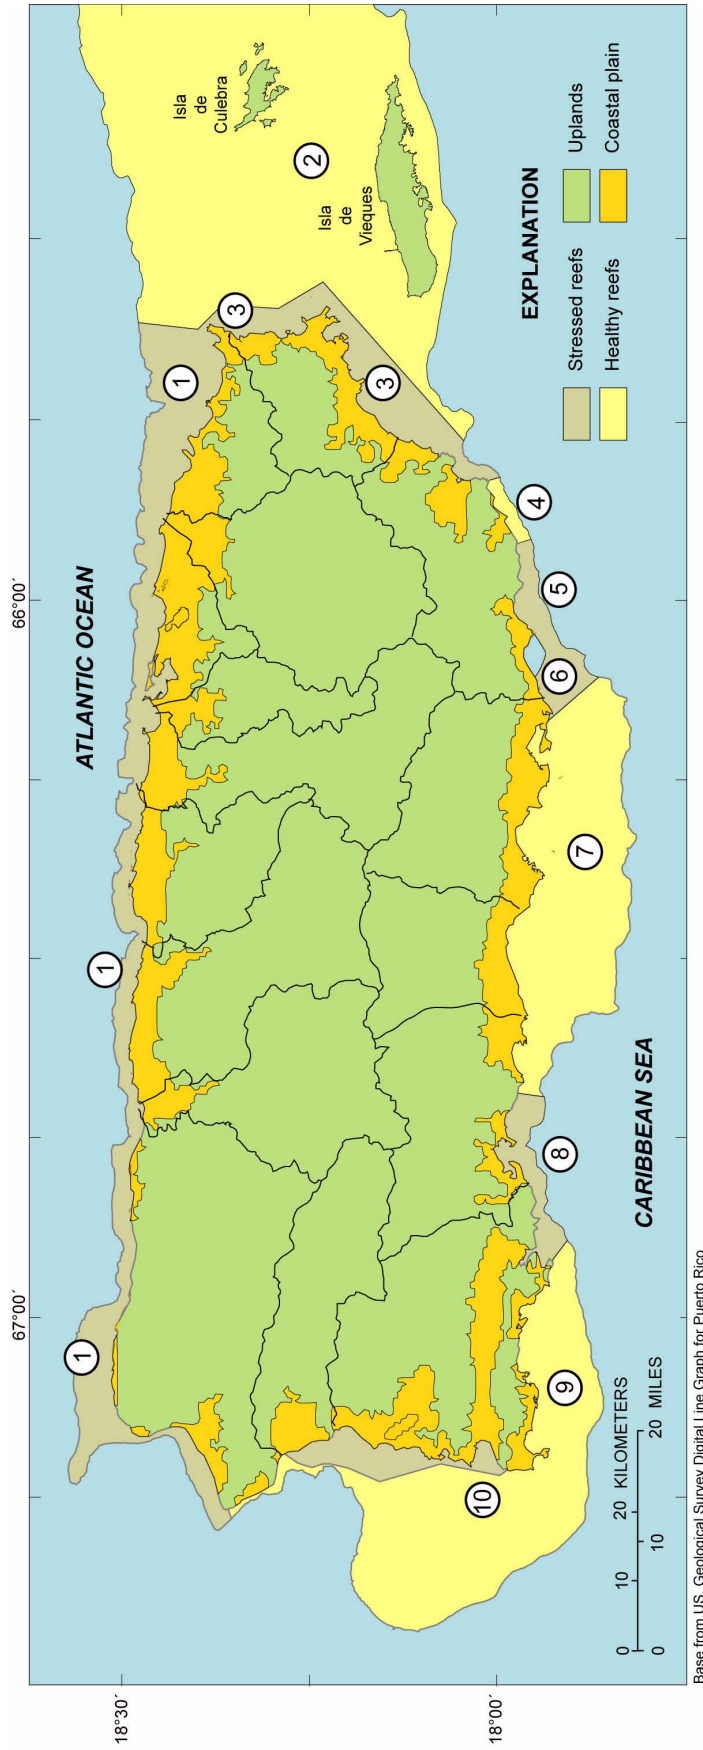 67°00′
66°00′
18°30′
18°00′
ATLANTIC OCEAN
CARIBBEAN SEA
Isla
de
Culebra
Isla
de
Vieques
1
1
1
2
3
3
4
5
6
7
8
9
10
EXPLANATION
Stressed reefs
Healthy reefs
Uplands
Coastal plain
0 10 20 KILOMETERS
0 10 20 MILES
Base from US. Geological Survey Digital Line Graph for Puerto Rico